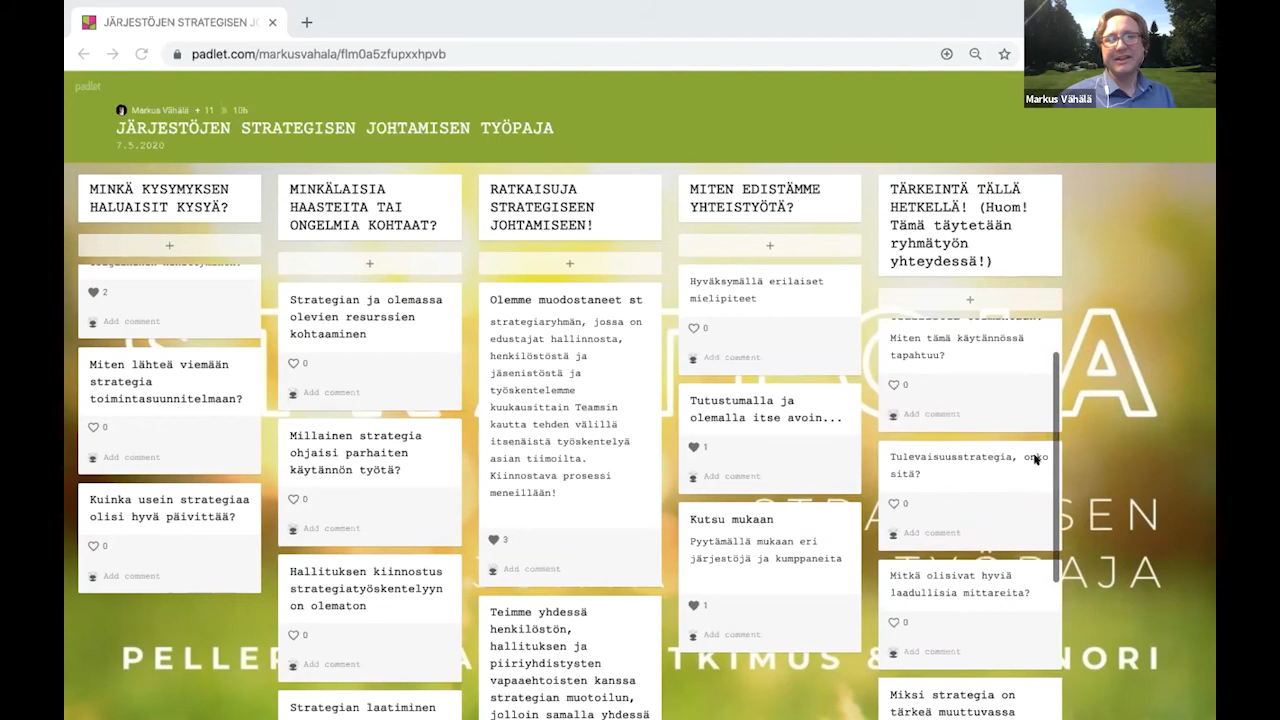 JÄRJESTÖJEN STRATEGISEN JO
padlet.com/markusvahala/flm0a5zfupxxhpvb
Markus Vähälä
padlet
Markus Vähälä + 11 10h
JÄRJESTÖJEN STRATEGISEN JOHTAMISEN TYÖPAJA
7.5.2020
MINKÄ KYSYMYKSEN
HALUAISIT KYSYÄ?
+
2
Add comment
Miten lähteä viemään
strategia
toimintasuunnitelmaan?
0
Add comment
Kuinka usein strategiaa
olisi hyvä päivittää?
0
Add comment
MINKÄLAISIA
HAASTEITA TAI
ONGELMIA KOHTAAT?
+
Strategian ja olemassa
olevien resurssien
kohtaaminen
0
Add comment
Millainen strategia
ohjaisi parhaiten
käytännön työtä?
0
Add comment
Hallituksen kiinnostus
strategiatyöskentelyyn
on olematon
0
Add comment
Strategian laatiminen
RATKAISUJA
STRATEGISEEN
JOHTAMISEEN!
+
Olemme muodostaneet st
strategiaryhmän, jossa on
edustajat hallinnosta,
henkilöstöstä ja
jäsenistöstä ja
työskentelemme
kuukausittain Teamsin
kautta tehden välillä
itsenäistä työskentelyä
asian tiimoilta.
Kiinnostava prosessi
meneillään!
3
Add comment
Teimme yhdessä
henkilöstön,
hallituksen ja
piiriyhdistysten
vapaaehtoisten kanssa
strategian muotoilun,
jolloin samalla yhdessä
MITEN EDISTÄMME
YHTEISTYÖTÄ?
+
Hyväksymällä erilaiset
mielipiteet
0
Add comment
Tutustumalla ja
olemalla itse avoin...
1
Add comment
Kutsu mukaan
Pyytämällä mukaan eri
järjestöjä ja kumppaneita
1
Add comment
TÄRKEINTÄ TÄLLÄ
HETKELLÄ! (Huom!
Tämä täytetään
ryhmätyön
yhteydessä!)
+
Miten tämä käytännössä
tapahtuu?
0
Add comment
Tulevaisuusstrategia, onko
sitä?
0
Add comment
Mitkä olisivat hyviä
laadullisia mittareita?
0
Add comment
Miksi strategia on
tärkeä muuttuvassa